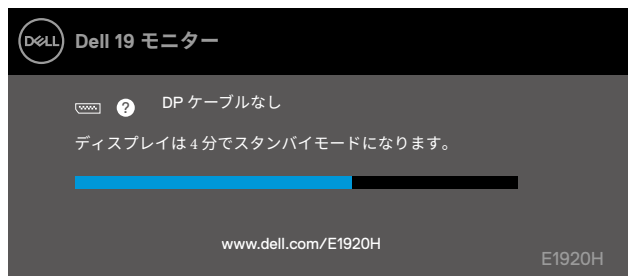 DELL
Dell 19 モニター
? DP ケーブルなし
ディスプレイは 4 分でスタンバイモードになります。
www.dell.com/E1920H
E1920H